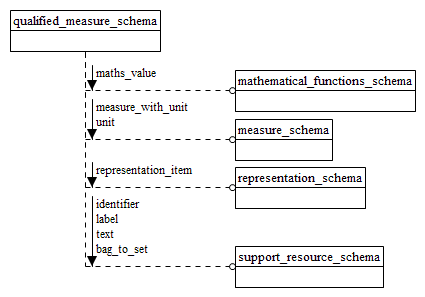 qualified_measure_schema
maths_value
mathematical_functions_schema
measure_with_unit
unit
measure_schema
representation_item
representation_schema
identifier
label
text
bag_to_set
support_resource_schema